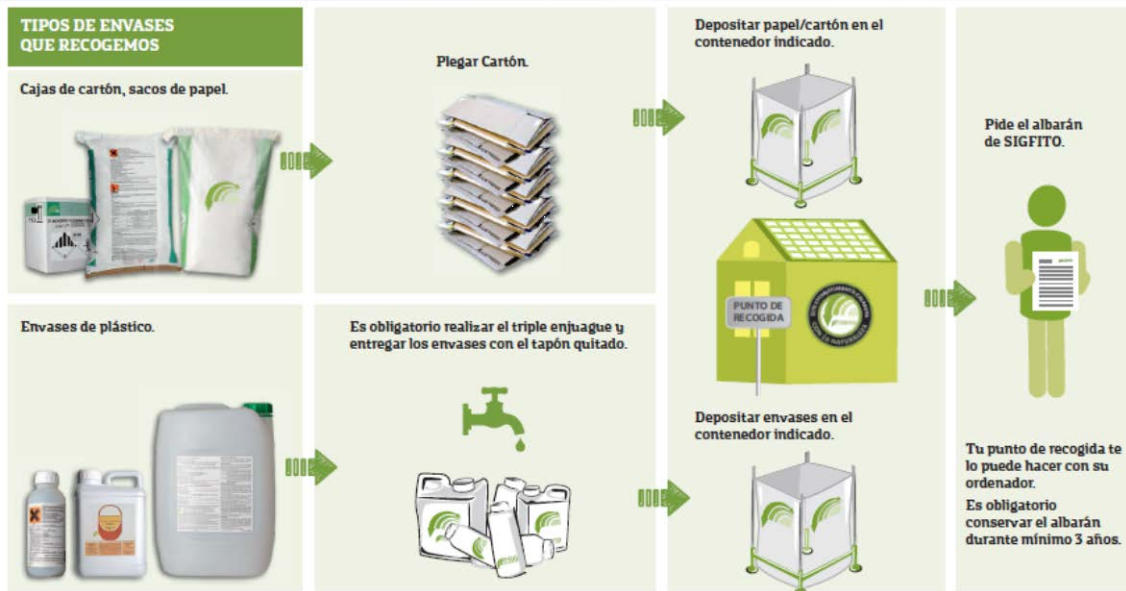 TIPOS DE ENVASES
QUE RECOGEMOS
Cajas de cartón, sacos de papel.
Plegar Cartón.
Depositar papel/cartón en el
contenedor indicado.
PUNTO DE
RECOGIDA
Pide el albarán
de SIGFITO.
Envases de plástico.
Es obligatorio realizar el triple enjuague y
entregar los envases con el tapón quitado.
Depositar envases en el
contenedor indicado.
Tu punto de recogida te
lo puede hacer con su
ordenador.
Es obligatorio
conservar el albarán
durante mínimo 3 años.